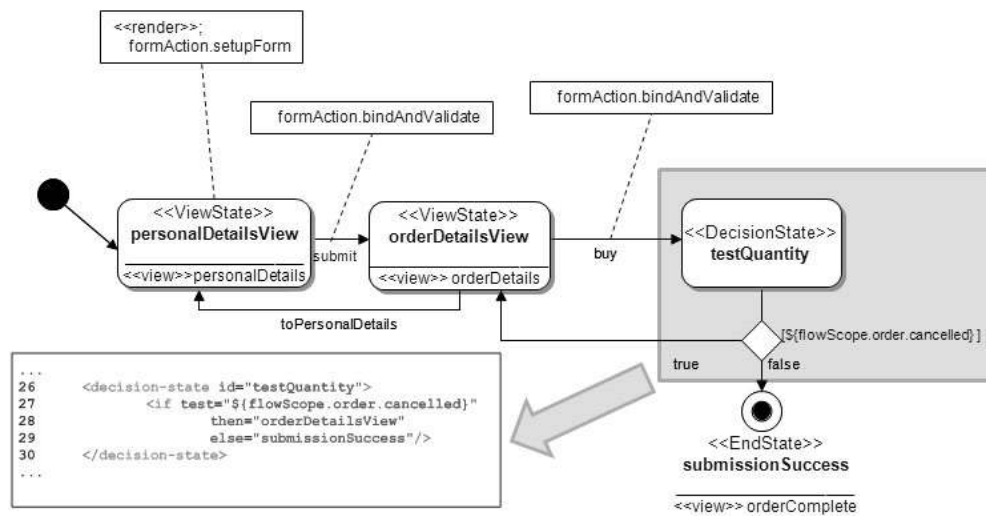 <<render>>;
formAction.setupForm
formAction.bindAndValidate
formAction.bindAndValidate
<<ViewState>>
personalDetailsView
<<view>>personalDetails
submit
<<ViewState>>
orderDetailsView
<<view>> orderDetails
buy
<<DecisionState>>
testQuantity
toPersonalDetails
[${flowScope.order.cancelled} ]
true
false
...
26 <decision-state id="testQuantity">
27 <if test="${flowScope.order.cancelled}"
28 then="orderDetailsView"
29 else="submissionSuccess"/>
30 </decision-state>
...
<<EndState>>
submissionSuccess
<<view>> orderComplete